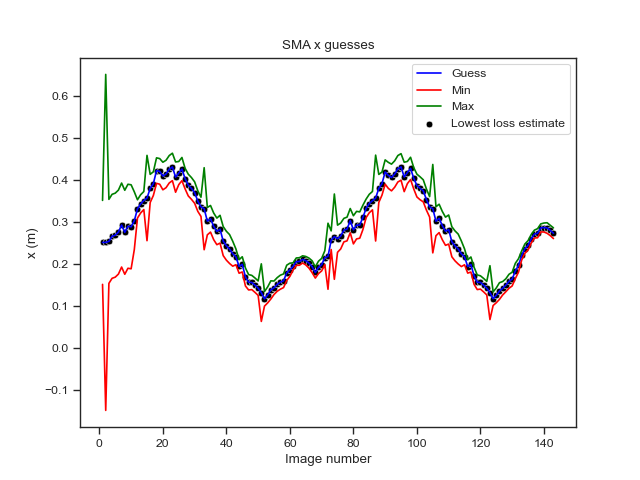 SMA x guesses
Guess
Min
Max
Lowest loss estimate
x (m)
0.6
0.5
0.4
0.3
0.2
0.1
0.0
−0.1
0 20 40 60 80 100 120 140
Image number